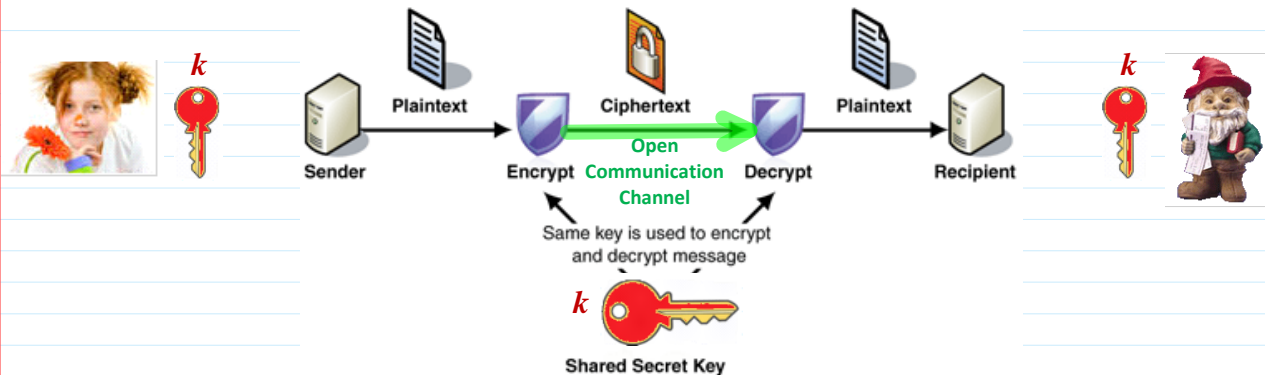 k
k
Plaintext
Ciphertext
Plaintext
Sender
Encrypt
Open
Communication
Channel
Decrypt
Recipient
Same key is used to encrypt
and decrypt message
k
Shared Secret Key